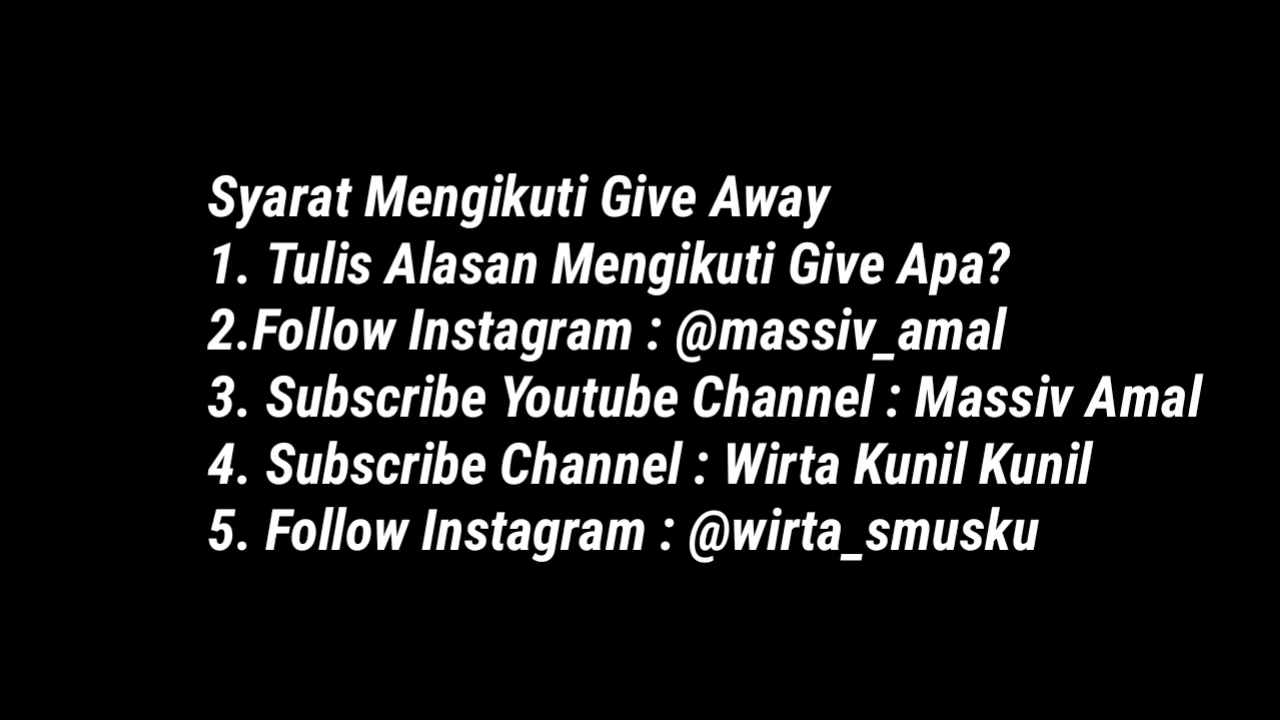 Syarat Mengikuti Give Away
1. Tulis Alasan Mengikuti Give Apa?
2.Follow Instagram : @massiv_amal
3. Subscribe Youtube Channel : Massiv Amal
4. Subscribe Channel : Wirta Kunil Kunil
5. Follow Instagram : @wirta_smusku